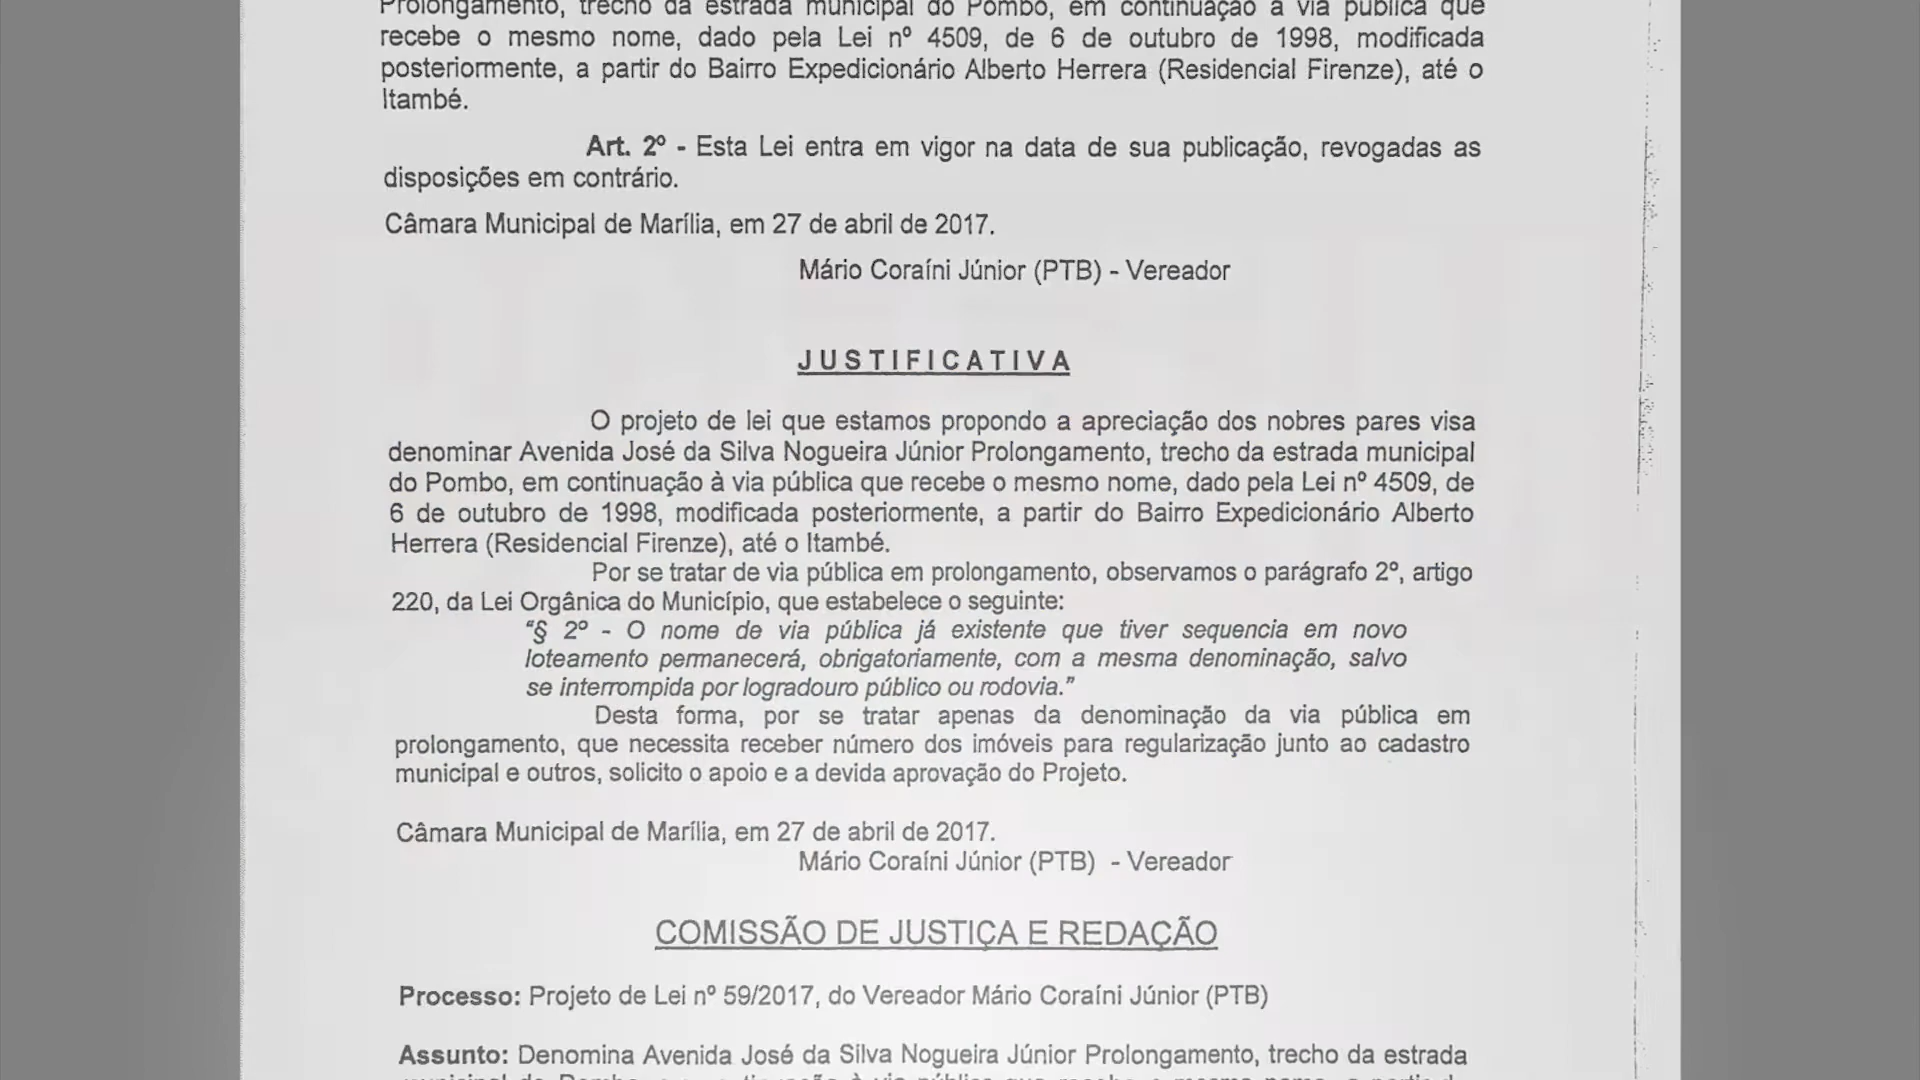 Prolongamento, trecho da estrada municipal do Pombo, em continuação à via pública que
recebe o mesmo nome, dado pela Lei nº 4509, de 6 de outubro de 1998, modificada
posteriormente, a partir do Bairro Expedicionário Alberto Herrera (Residencial Firenze), até o
Itambé.
Art. 2º - Esta Lei entra em vigor na data de sua publicação, revogadas as
disposições em contrário.
Câmara Municipal de Marília, em 27 de abril de 2017.
Mário Coraíni Júnior (PTB) - Vereador
JUSTIFICATIVA
O projeto de lei que estamos propondo a apreciação dos nobres pares visa
denominar Avenida José da Silva Nogueira Júnior Prolongamento, trecho da estrada municipal
do Pombo, em continuação à via pública que recebe o mesmo nome, dado pela Lei nº 4509, de
6 de outubro de 1998, modificada posteriormente, a partir do Bairro Expedicionário Alberto
Herrera (Residencial Firenze), até o Itambé.
Por se tratar de via pública em prolongamento, observamos o parágrafo 2º, artigo
220, da Lei Orgânica do Município, que estabelece o seguinte:
“§ 2º - O nome de via pública já existente que tiver sequencia em novo
loteamento permanecerá, obrigatoriamente, com a mesma denominação, salvo
se interrompida por logradouro público ou rodovia.”
Desta forma, por se tratar apenas da denominação da via pública em
prolongamento, que necessita receber número dos imóveis para regularização junto ao cadastro
municipal e outros, solicito o apoio e a devida aprovação do Projeto.
Câmara Municipal de Marília, em 27 de abril de 2017.
Mário Coraíni Júnior (PTB) - Vereador
COMISSÃO DE JUSTIÇA E REDAÇÃO
Processo: Projeto de Lei nº 59/2017, do Vereador Mário Coraíni Júnior (PTB)
Assunto: Denomina Avenida José da Silva Nogueira Júnior Prolongamento, trecho da estrada